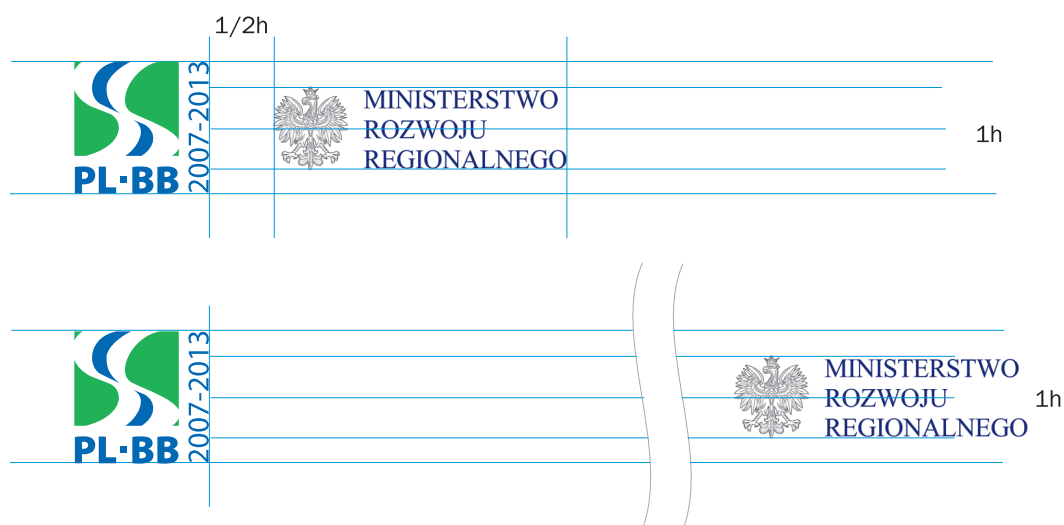 1/2h
PL-BB
2007-2013
MINISTERSTWO
ROZWOJU
REGIONALNEGO
1h
PL-BB
2007-2013
MINISTERSTWO
ROZWOJU
REGIONALNEGO
1h